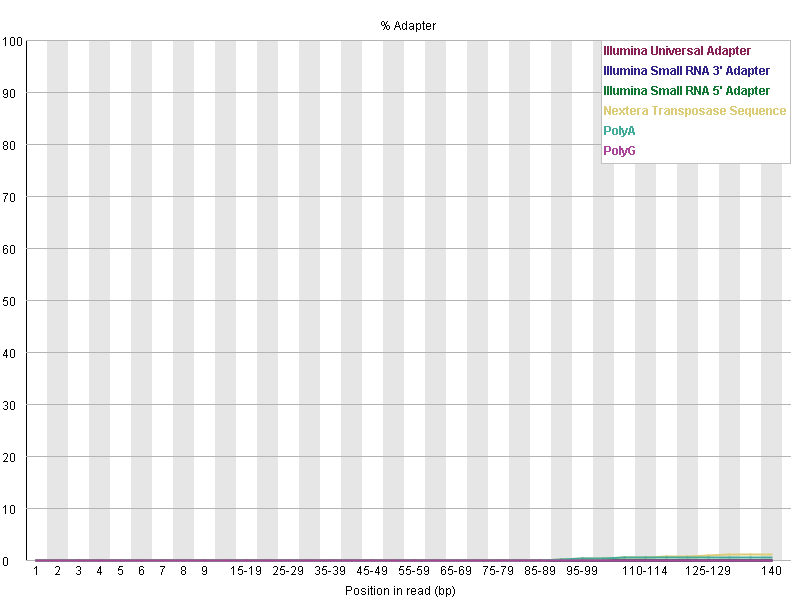 % Adapter
100
90
80
70
60
50
40
30
20
10
0
Illumina Universal Adapter
Illumina Small RNA 3' Adapter
Illumina Small RNA 5' Adapter
Nextera Transposase Sequence
PolyA
PolyG
1 2 3 4 5 6 7 8 9 15-19 25-29 35-39 45-49 55-59 65-69 75-79 85-89 95-99 110-114 125-129 140
Position in read (bp)